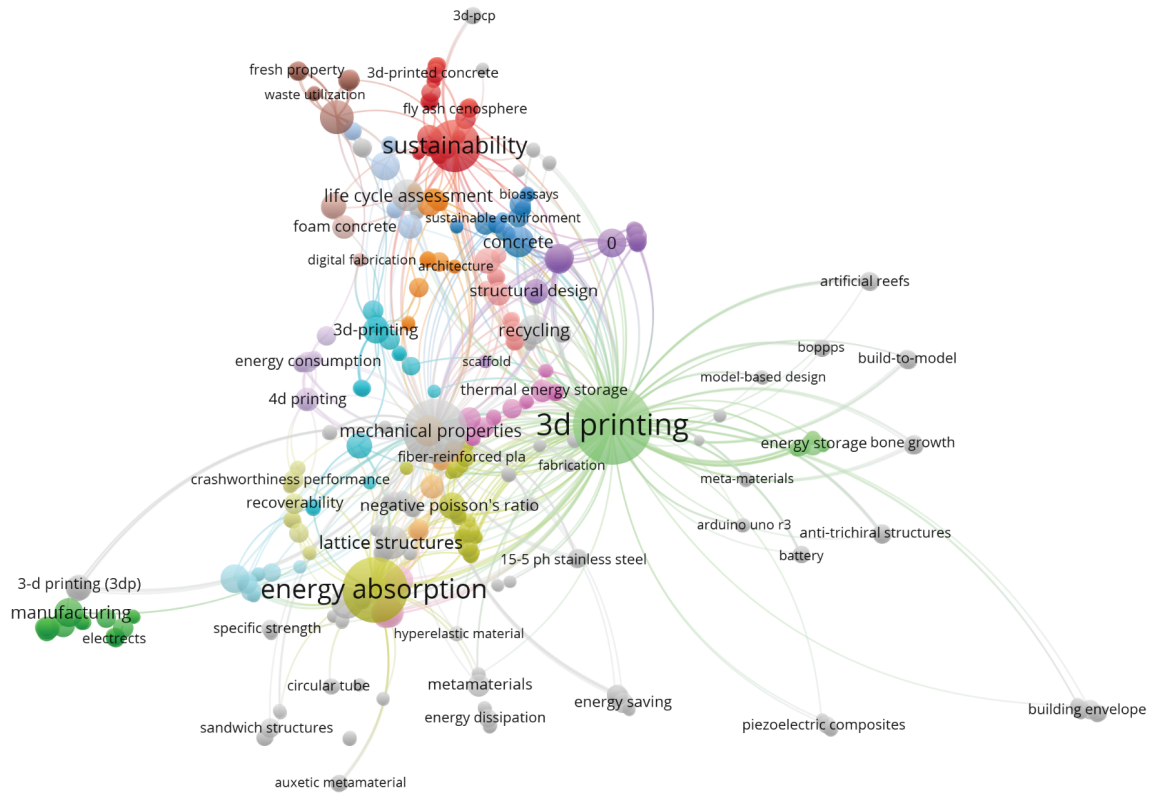 3d-pcp
fresh property
3d-printed concrete
waste utilization
fly ash cenosphere
sustainability
life cycle assessment
bioassays
sustainable environment
foam concrete
concrete
0
digital fabrication
architecture
artificial reefs
structural design
3d-printing
recycling
boppps
build-to-model
energy consumption
scaffold
model-based design
thermal energy storage
4d printing
3d printing
mechanical properties
energy storage
bone growth
fiber-reinforced pla
fabrication
crashworthiness performance
meta-materials
recoverability
negative poisson's ratio
arduino uno r3
anti-trichiral structures
lattice structures
battery
15-5 ph stainless steel
3-d printing (3dp)
energy absorption
manufacturing
electrects
specific strength
hyperelastic material
circular tube
metamaterials
energy saving
building envelope
energy dissipation
sandwich structures
piezoelectric composites
auxetic metamaterial